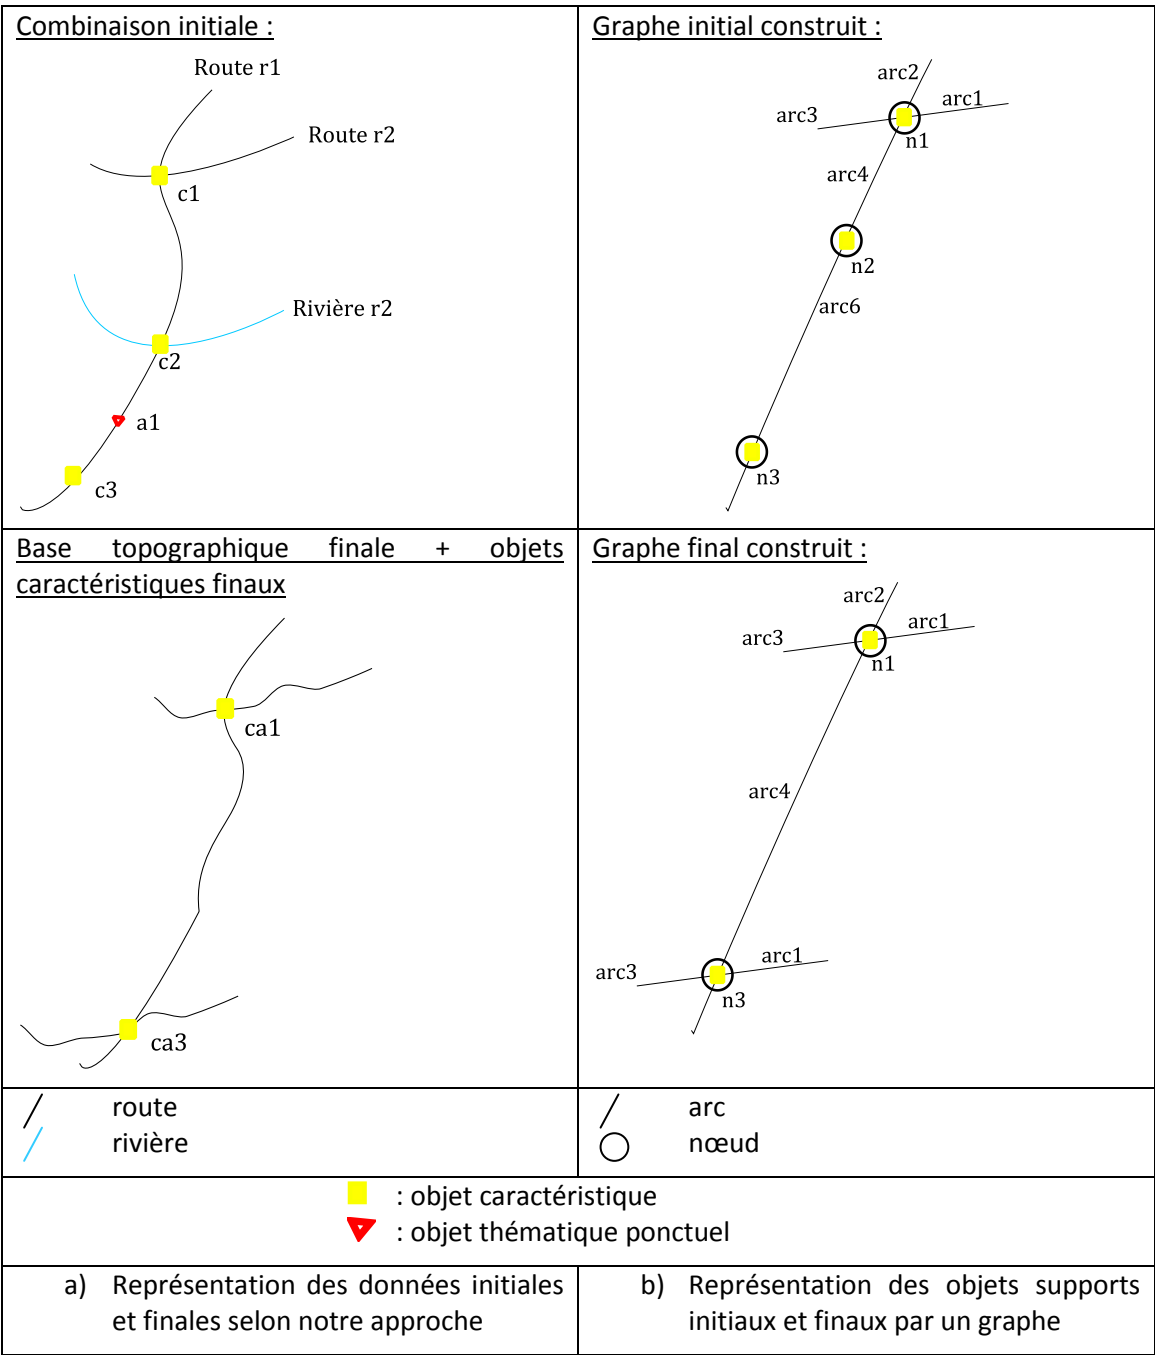 Combinaison initiale :
Route r1
Route r2
c1
Rivière r2
c2
a1
c3
Graphe initial construit :
arc2
arc1
arc3
n1
arc4
n2
arc6
n3
Base topographique finale + objets
caractéristiques finaux
ca1
ca3
Graphe final construit :
arc2
arc1
arc3
n1
arc4
arc1
arc3
n3
route
rivière
arc
nœud
: objet caractéristique
: objet thématique ponctuel
a) Représentation des données initiales
et finales selon notre approche
b) Représentation des objets supports
initiaux et finaux par un graphe